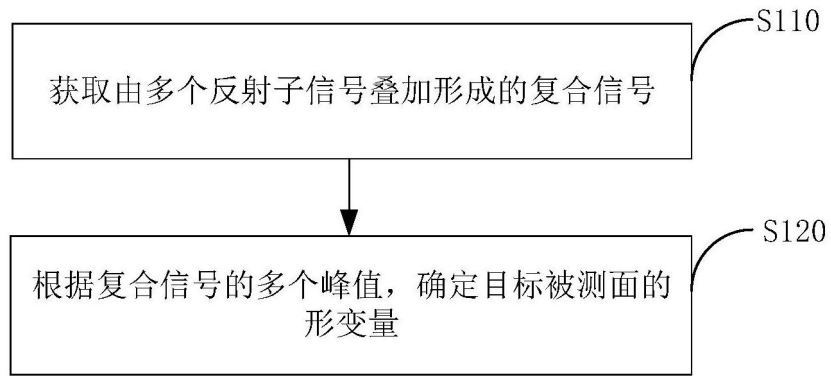 S110
获取由多个反射子信号叠加形成的复合信号
S120
根据复合信号的多个峰值，确定目标被测面的
形变量